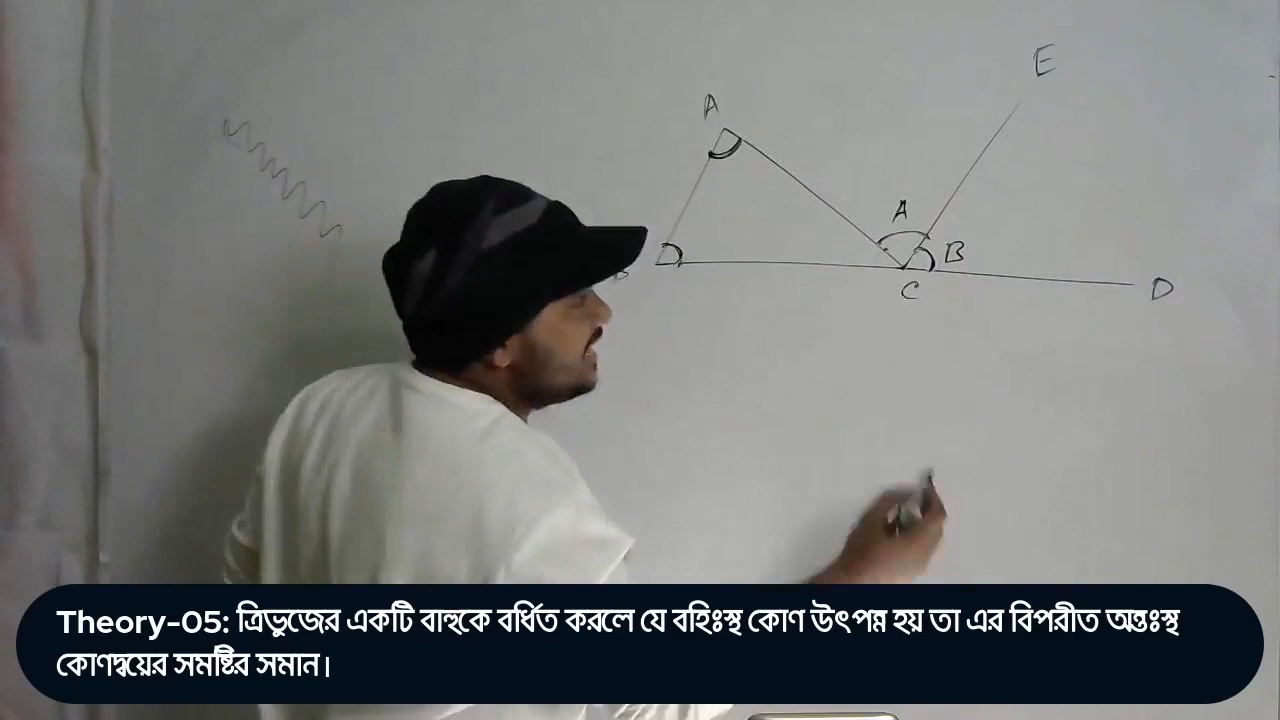 E
A
A
B
B
C
D
Theory-05: ত্রিভুজের একটি বাহুকে বর্ধিত করলে যে বহিঃস্থ কোণ উৎপন্ন হয় তা এর বিপরীত অন্তঃস্থ
কোণদ্বয়ের সমষ্টির সমান।